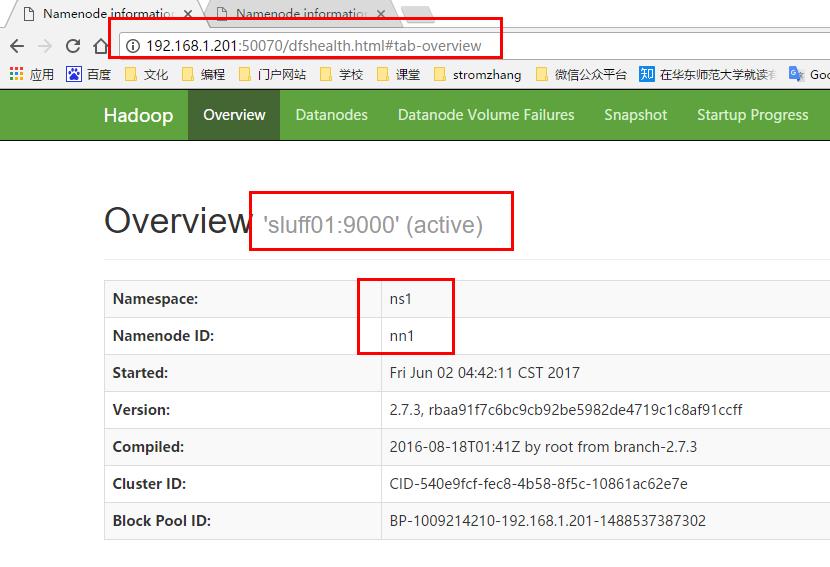 Namenode informatio
Namenode informatio
192.168.1.201:50070/dfshealth.html#tab-overview
应用 百度 文化 编程 门户网站 学校 课堂 stromzhang 微信公众平台 知 在华东师范大学就读 Goo
Hadoop Overview Datanodes Datanode Volume Failures Snapshot Startup Progress
Overview 'sluff01:9000' (active)
Namespace: ns1
Namenode ID: nn1
Started: Fri Jun 02 04:42:11 CST 2017
Version: 2.7.3, rbaa91f7c6bc9cb92be5982de4719c1c8af91ccff
Compiled: 2016-08-18T01:41Z by root from branch-2.7.3
Cluster ID: CID-540e9fcf-fec8-4b58-8f5c-10861ac62e7e
Block Pool ID: BP-1009214210-192.168.1.201-1488537387302